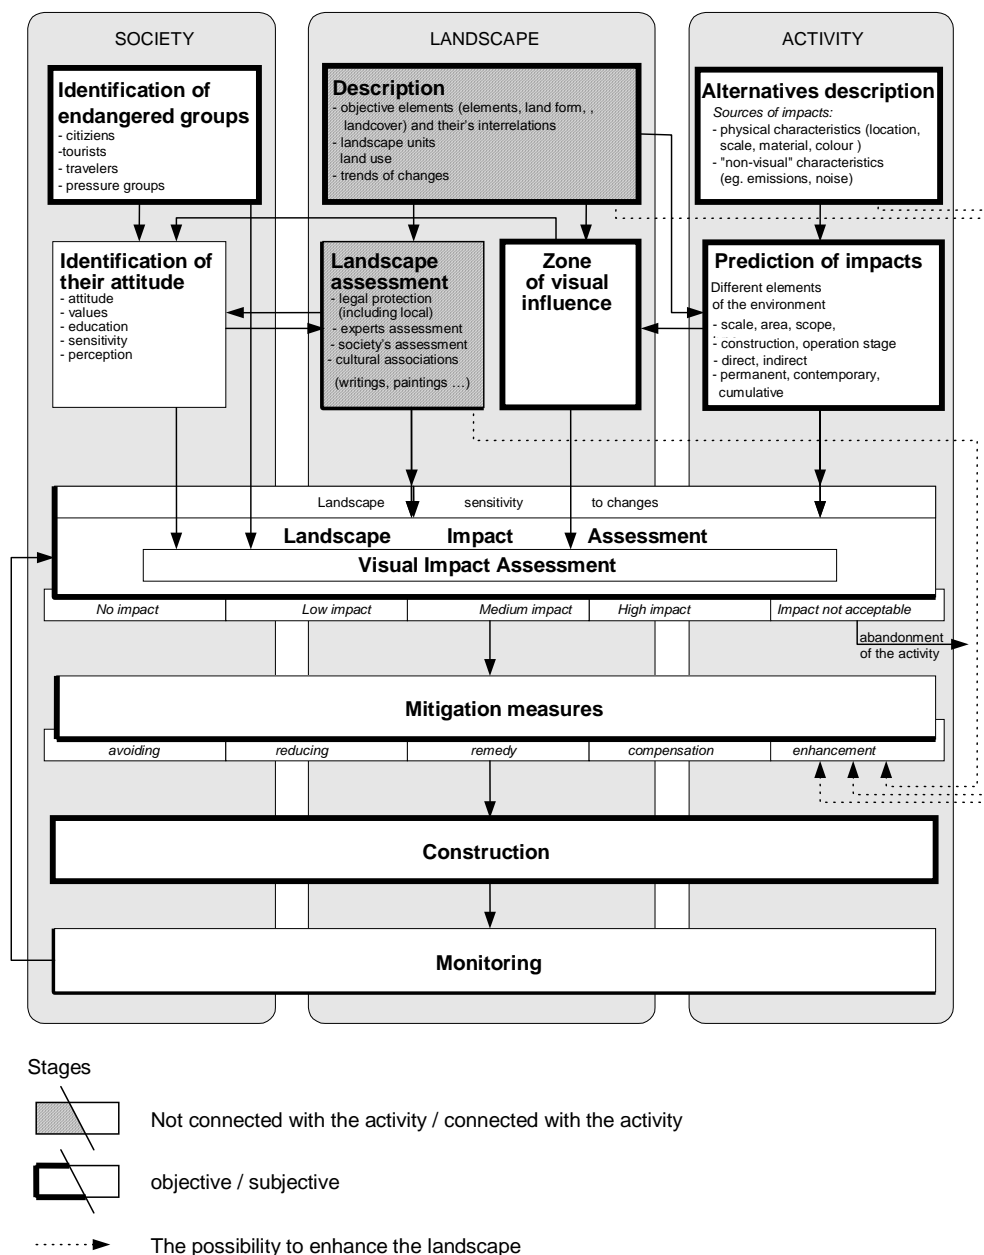 SOCIETY
LANDSCAPE
ACTIVITY
Identification of
endangered groups
- citiziens
-tourists
- travelers
- pressure groups
Description
- objective elements (elements, land form, ,
landcover) and their's interrelations
- landscape units
land use
- trends of changes
Alternatives description
Sources of impacts:
- physical characteristics (location,
scale, material, colour )
- "non-visual" characteristics
(eg. emissions, noise)
Identification of
their attitude
- attitude
- values
- education
- sensitivity
- perception
Landscape
assessment
- legal protection
(including local)
- experts assessment
- society's assessment
- cultural associations
(writings, paintings ...)
Zone
of visual
influence
Prediction of impacts
Different elements
of the environment
- scale, area, scope,
:
- construction, operation stage
- direct, indirect
- permanent, contemporary,
cumulative
Landscape sensitivity to changes
Landscape Impact Assessment
Visual Impact Assessment
No impact
Low impact
Medium impact
High impact
Impact not acceptable
abandonment
of the activity
Mitigation measures
avoiding
reducing
remedy
compensation
enhancement
Construction
Monitoring
Stages
Not connected with the activity / connected with the activity
objective / subjective
The possibility to enhance the landscape